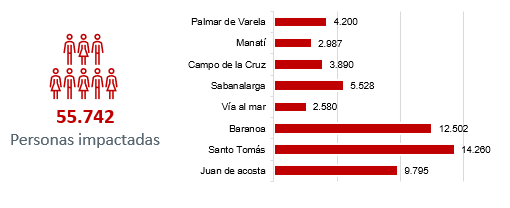 55.742
Personas impactadas
Palmar de Varela 4.200
Manatí 2.987
Campo de la Cruz 3.890
Sabanalarga 5.528
Vía al mar 2.580
Baranoa 12.502
Santo Tomás 14.260
Juan de acosta 9.795